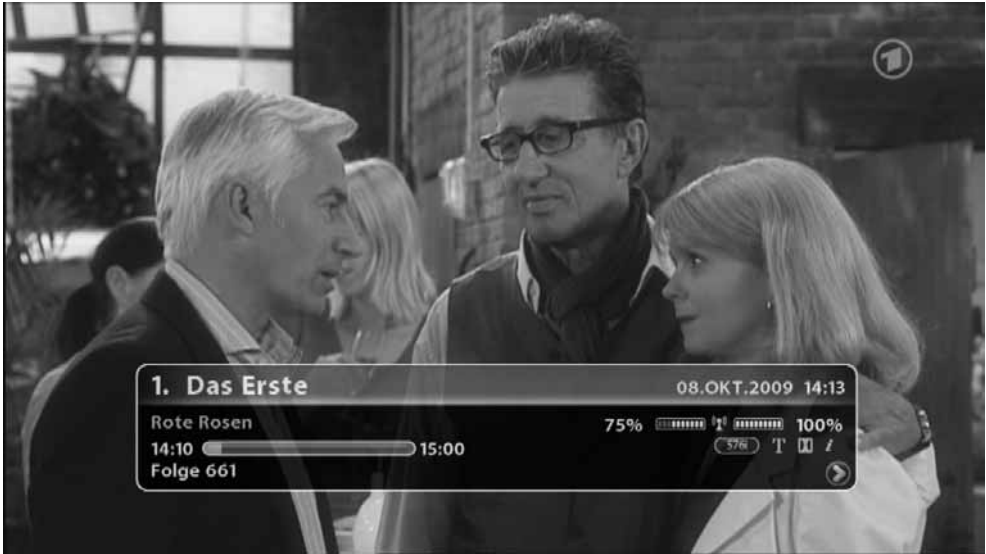 1. Das Erste 08.OKT.2009 14:13
Rote Rosen 75% 100%
14:10 15:00 576i T i
Folge 661